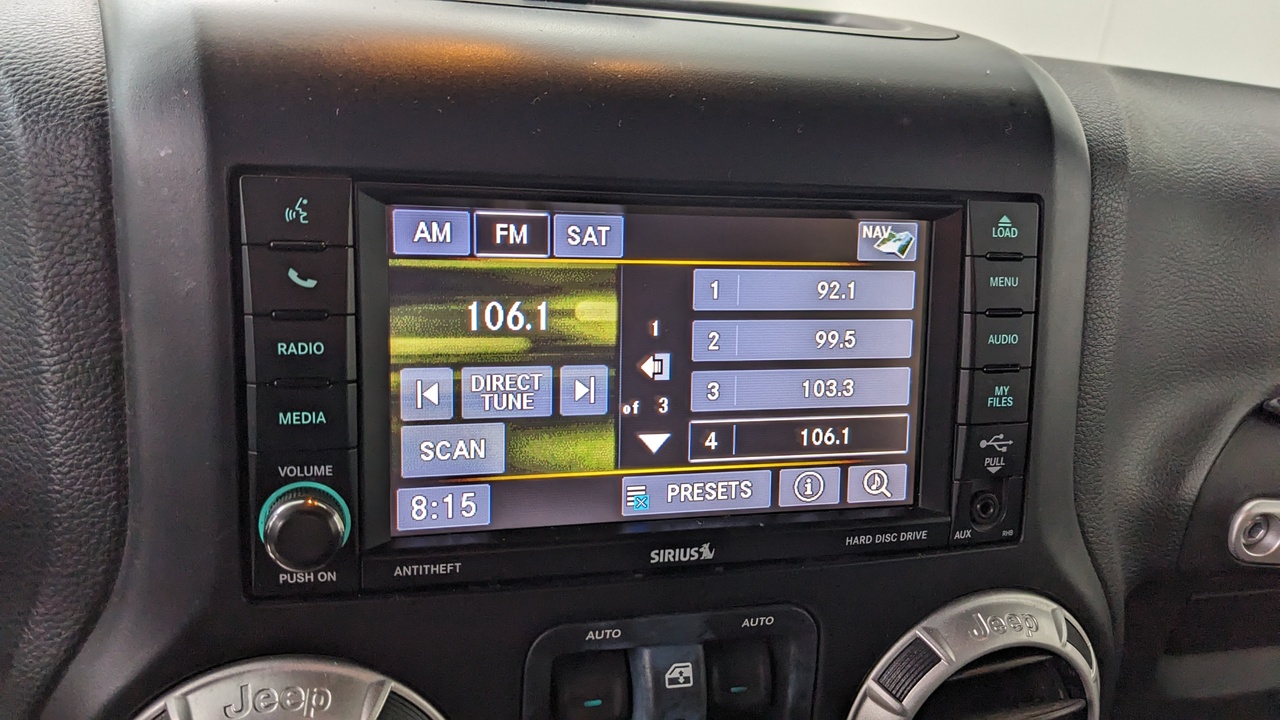 AM FM SAT NAV
LOAD
MENU
AUDIO
MY
FILES
PULL
AUX RHB
RADIO
MEDIA
VOLUME
PUSH ON
106.1
DIRECT
TUNE
SCAN
8:15
1
of 3
1 92.1
2 99.5
3 103.3
4 106.1
PRESETS
ANTITHEFT
SIRIUS
HARD DISC DRIVE
AUTO AUTO
Jeep
Jeep